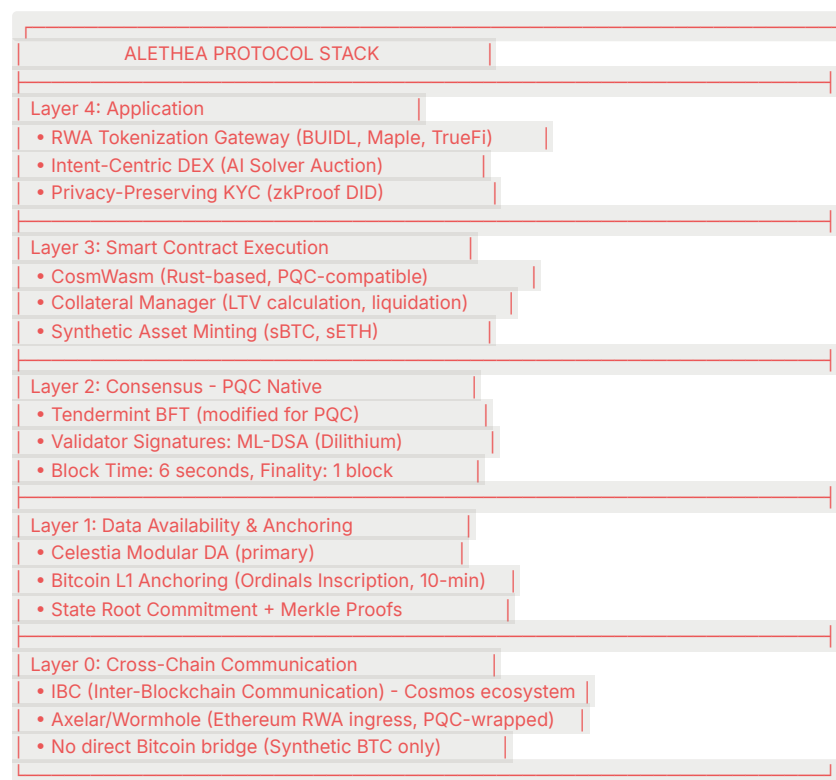 ALETHEA PROTOCOL STACK
Layer 4: Application
• RWA Tokenization Gateway (BUIDL, Maple, TrueFi)
• Intent-Centric DEX (AI Solver Auction)
• Privacy-Preserving KYC (zkProof DID)
Layer 3: Smart Contract Execution
• CosmWasm (Rust-based, PQC-compatible)
• Collateral Manager (LTV calculation, liquidation)
• Synthetic Asset Minting (sBTC, sETH)
Layer 2: Consensus - PQC Native
• Tendermint BFT (modified for PQC)
• Validator Signatures: ML-DSA (Dilithium)
• Block Time: 6 seconds, Finality: 1 block
Layer 1: Data Availability & Anchoring
• Celestia Modular DA (primary)
• Bitcoin L1 Anchoring (Ordinals Inscription, 10-min)
• State Root Commitment + Merkle Proofs
Layer 0: Cross-Chain Communication
• IBC (Inter-Blockchain Communication) - Cosmos ecosystem
• Axelar/Wormhole (Ethereum RWA ingress, PQC-wrapped)
• No direct Bitcoin bridge (Synthetic BTC only)